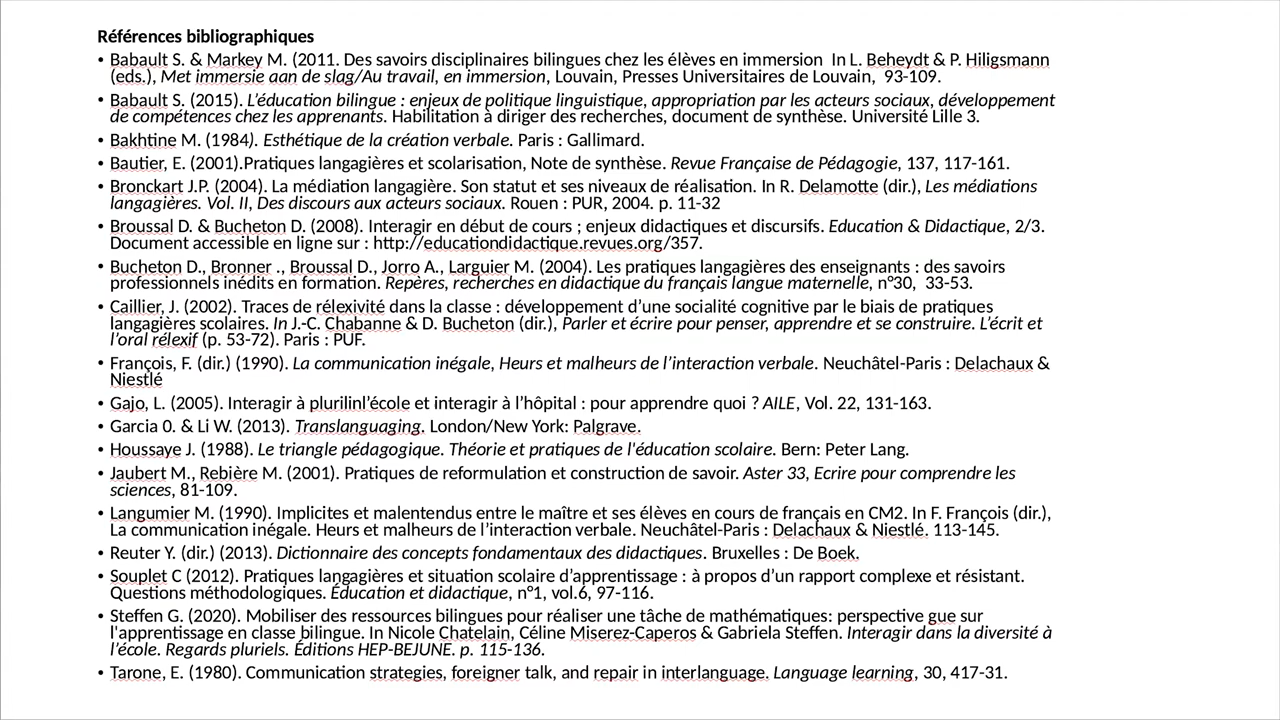 Références bibliographiques
• Babault S. & Markey M. (2011. Des savoirs disciplinaires bilingues chez les élèves en immersion  In L. Beheydt & P. Hiligsmann
(eds.), Met immersie aan de slag/Au travail, en immersion, Louvain, Presses Universitaires de Louvain,  93-109.
• Babault S. (2015). L’éducation bilingue : enjeux de politique linguistique, appropriation par les acteurs sociaux, développement
de compétences chez les apprenants. Habilitation à diriger des recherches, document de synthèse. Université Lille 3.
• Bakhtine M. (1984). Esthétique de la création verbale. Paris : Gallimard.
• Bautier, E. (2001).Pratiques langagières et scolarisation, Note de synthèse. Revue Française de Pédagogie, 137, 117-161.
• Bronckart J.P. (2004). La médiation langagière. Son statut et ses niveaux de réalisation. In R. Delamotte (dir.), Les médiations
langagières. Vol. II, Des discours aux acteurs sociaux. Rouen : PUR, 2004. p. 11-32
• Broussal D. & Bucheton D. (2008). Interagir en début de cours ; enjeux didactiques et discursifs. Education & Didactique, 2/3.
Document accessible en ligne sur : http://educationdidactique.revues.org/357.
• Bucheton D., Bronner ., Broussal D., Jorro A., Larguier M. (2004). Les pratiques langagières des enseignants : des savoirs
professionnels inédits en formation. Repères, recherches en didactique du français langue maternelle, n°30,  33-53.
• Caillier, J. (2002). Traces de rélexivité dans la classe : développement d’une socialité cognitive par le biais de pratiques
langagières scolaires. In J.-C. Chabanne & D. Bucheton (dir.), Parler et écrire pour penser, apprendre et se construire. L’écrit et
l’oral rélexif (p. 53-72). Paris : PUF.
• François, F. (dir.) (1990). La communication inégale, Heurs et malheurs de l’interaction verbale. Neuchâtel-Paris : Delachaux &
Niestlé
• Gajo, L. (2005). Interagir à plurilinl’école et interagir à l’hôpital : pour apprendre quoi ? AILE, Vol. 22, 131-163.
• Garcia 0. & Li W. (2013). Translanguaging. London/New York: Palgrave.
• Houssaye J. (1988). Le triangle pédagogique. Théorie et pratiques de l'éducation scolaire. Bern: Peter Lang.
• Jaubert M., Rebière M. (2001). Pratiques de reformulation et construction de savoir. Aster 33, Ecrire pour comprendre les
sciences, 81-109.
• Langumier M. (1990). Implicites et malentendus entre le maître et ses élèves en cours de français en CM2. In F. François (dir.),
La communication inégale. Heurs et malheurs de l’interaction verbale. Neuchâtel-Paris : Delachaux & Niestlé. 113-145.
• Reuter Y. (dir.) (2013). Dictionnaire des concepts fondamentaux des didactiques. Bruxelles : De Boek.
• Souplet C (2012). Pratiques langagières et situation scolaire d’apprentissage : à propos d’un rapport complexe et résistant.
Questions méthodologiques. Éducation et didactique, n°1, vol.6, 97-116.
• Steffen G. (2020). Mobiliser des ressources bilingues pour réaliser une tâche de mathématiques: perspective gue sur
l'apprentissage en classe bilingue. In Nicole Chatelain, Céline Miserez-Caperos & Gabriela Steffen. Interagir dans la diversité à
l’école. Regards pluriels. Éditions HEP-BEJUNE. p. 115-136.
• Tarone, E. (1980). Communication strategies, foreigner talk, and repair in interlanguage. Language learning, 30, 417-31.